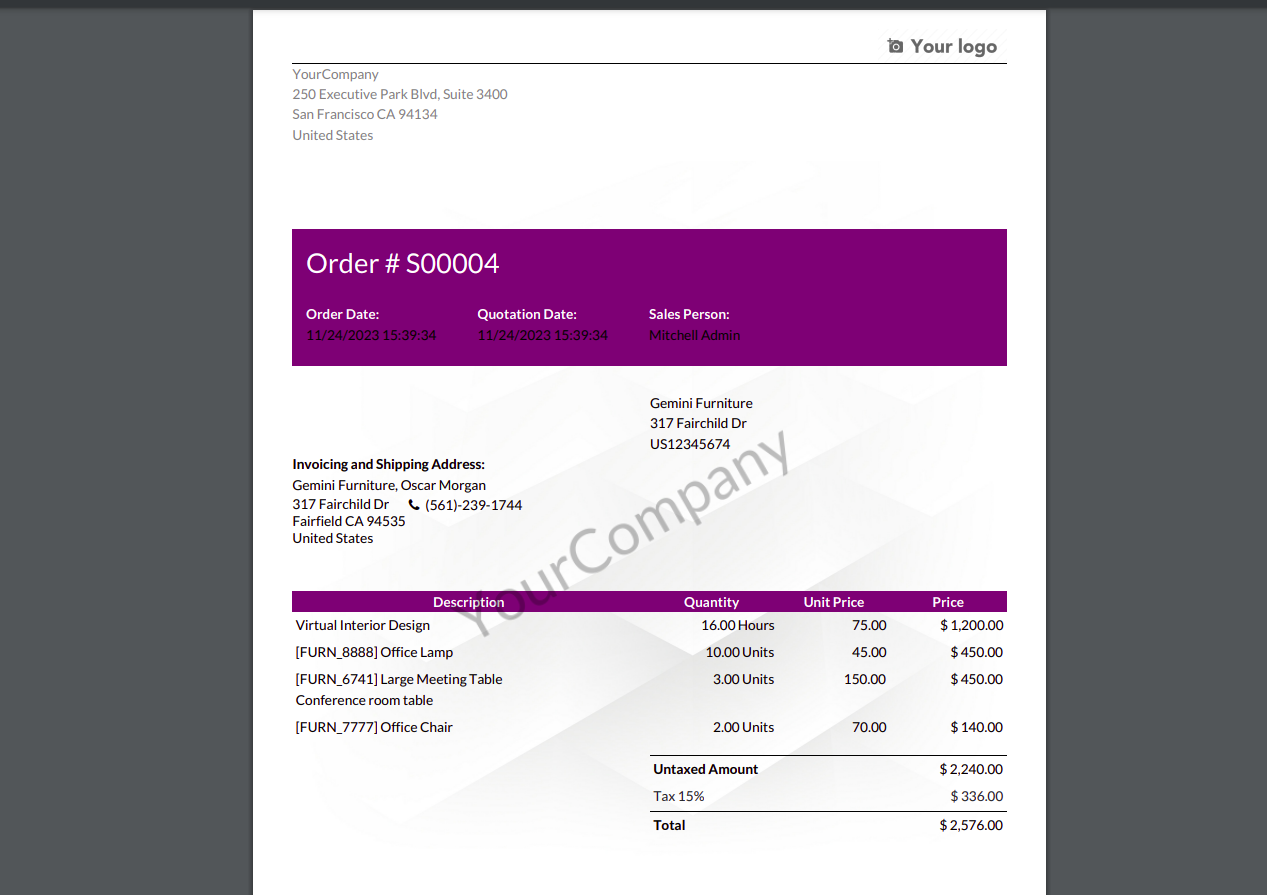 Your logo
YourCompany
250 Executive Park Blvd, Suite 3400
San Francisco CA 94134
United States
Order # S00004
Order Date: Quotation Date: Sales Person:
11/24/2023 15:39:34 11/24/2023 15:39:34 Mitchell Admin
Gemini Furniture
317 Fairchild Dr
US12345674
Invoicing and Shipping Address:
Gemini Furniture, Oscar Morgan
317 Fairchild Dr (561)-239-1744
Fairfield CA 94535
United States
YourCompany
Description Quantity Unit Price Price
Virtual Interior Design 16.00 Hours 75.00 $ 1,200.00
[FURN_8888] Office Lamp 10.00 Units 45.00 $ 450.00
[FURN_6741] Large Meeting Table 3.00 Units 150.00 $ 450.00
Conference room table
[FURN_7777] Office Chair 2.00 Units 70.00 $ 140.00
Untaxed Amount $ 2,240.00
Tax 15% $ 336.00
Total $ 2,576.00